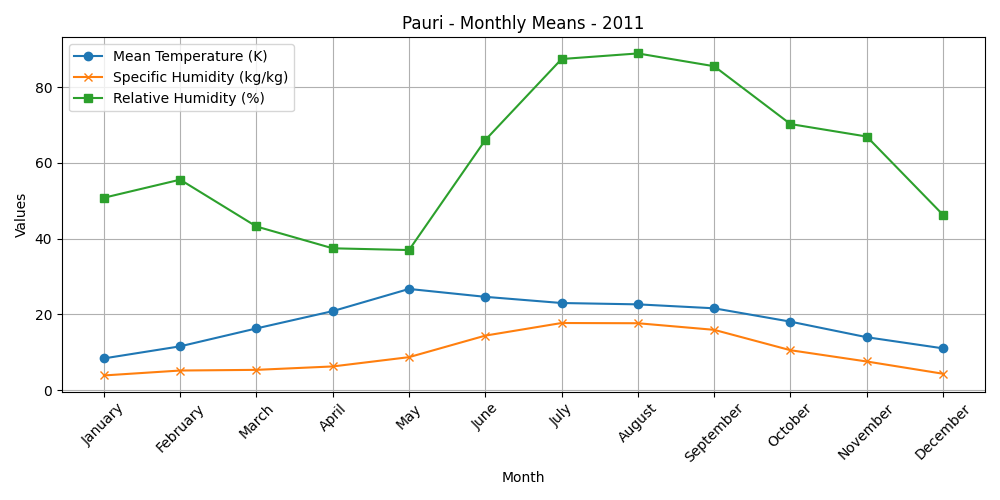 Pauri - Monthly Means - 2011
Mean Temperature (K)
Specific Humidity (kg/kg)
Relative Humidity (%)
Values
80
60
40
20
0
January
February
March
April
May
June
July
August
September
October
November
December
Month